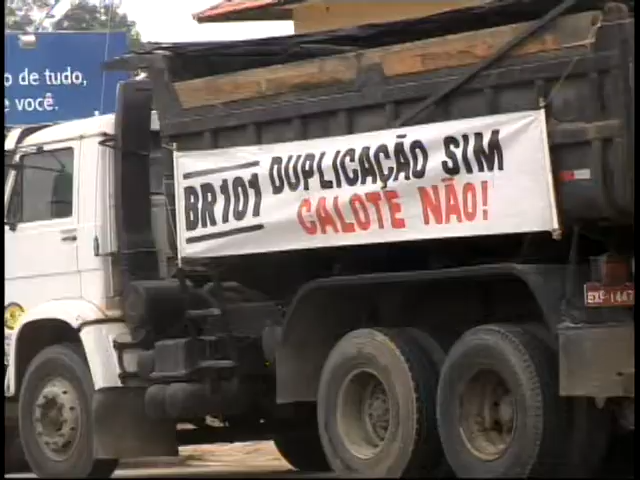 o de tudo,
e você.
BR101 DUPLICAÇÃO SIM
CALOTE NÃO!